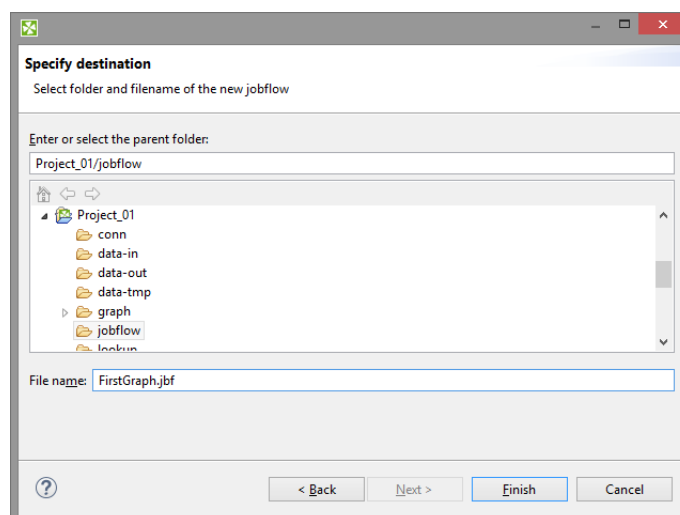 Specify destination
Select folder and filename of the new jobflow
Enter or select the parent folder:
Project_01/jobflow
Project_01
conn
data-in
data-out
data-tmp
graph
jobflow
lookup
File name: FirstGraph.jbf
< Back Next > Finish Cancel